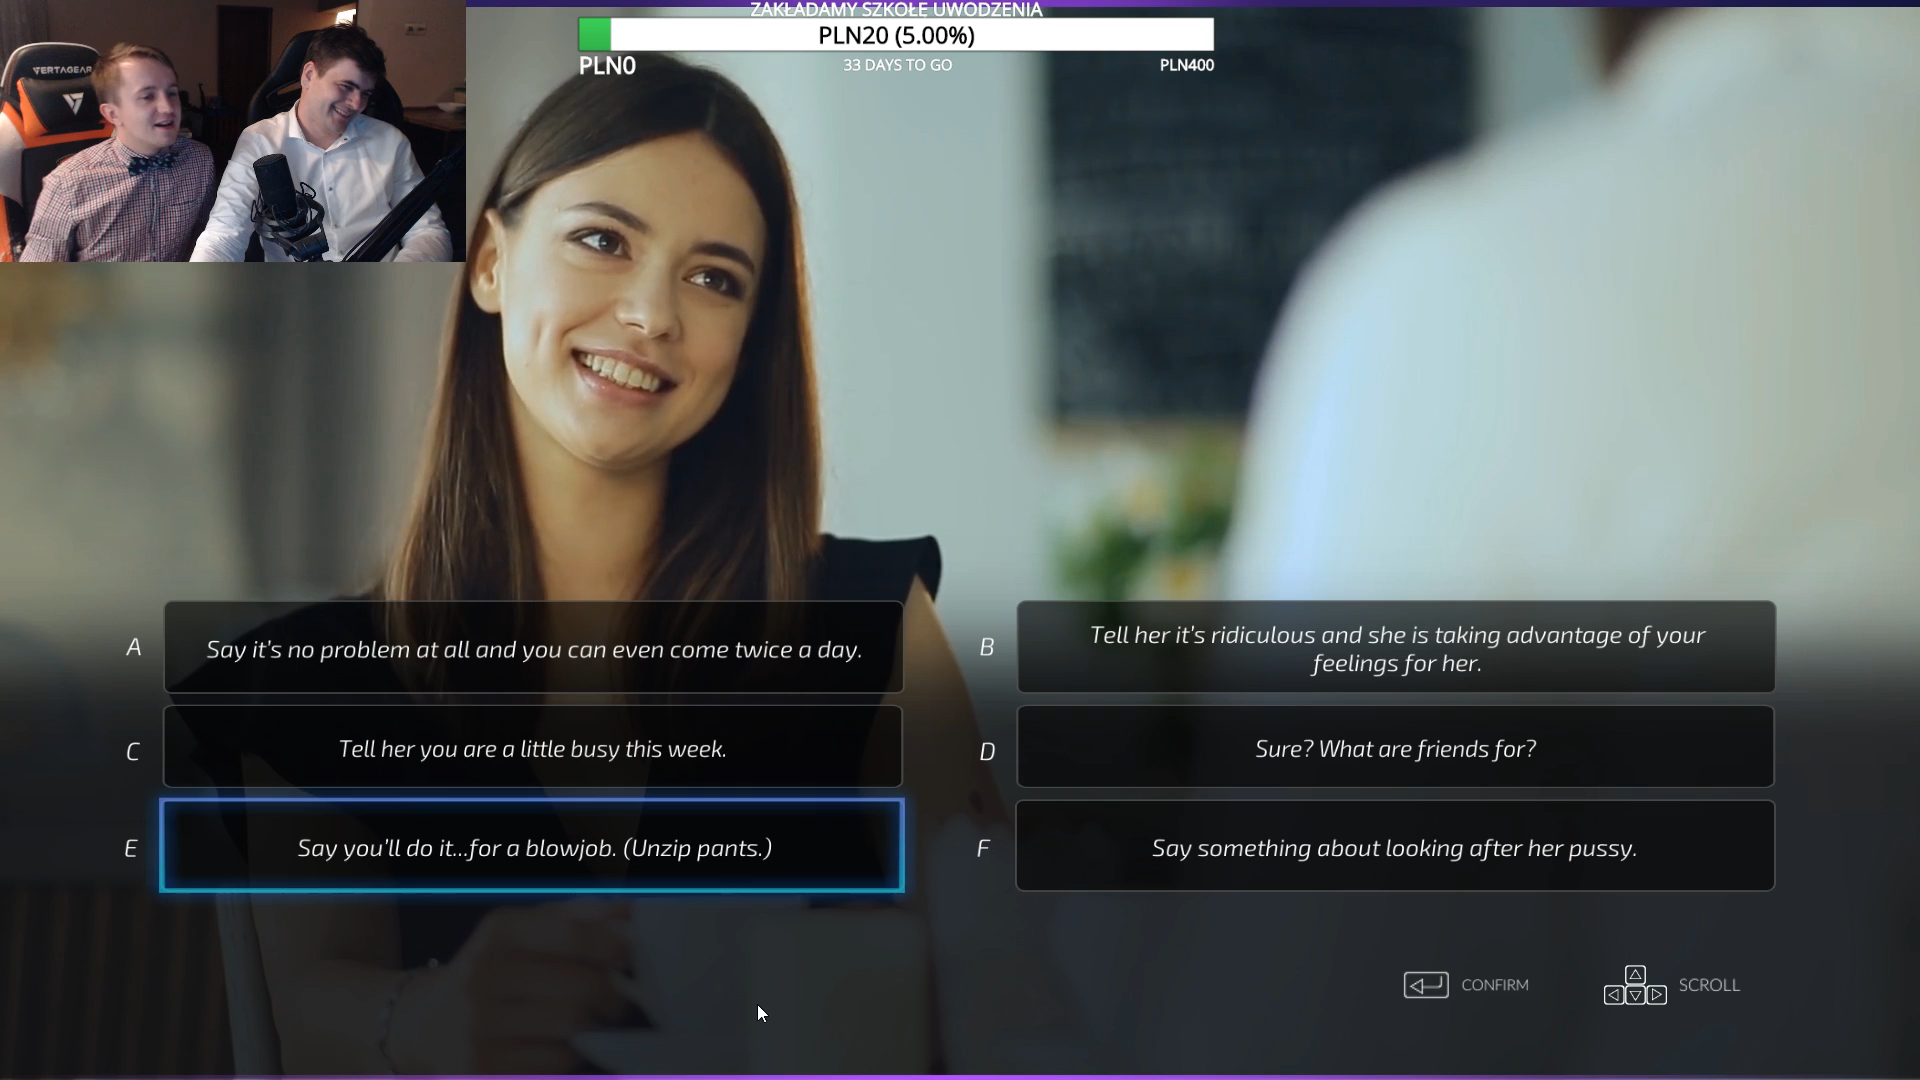 ZAKŁADAMY SZKOŁĘ UWODZENIA
PLN20 (5.00%)
PLN0
33 DAYS TO GO
PLN400
VERTAGEAR
A
Say it's no problem at all and you can even come twice a day.
B
Tell her it's ridiculous and she is taking advantage of your
feelings for her.
C
Tell her you are a little busy this week.
D
Sure? What are friends for?
E
Say you'll do it...for a blowjob. (Unzip pants.)
F
Say something about looking after her pussy.
CONFIRM
SCROLL